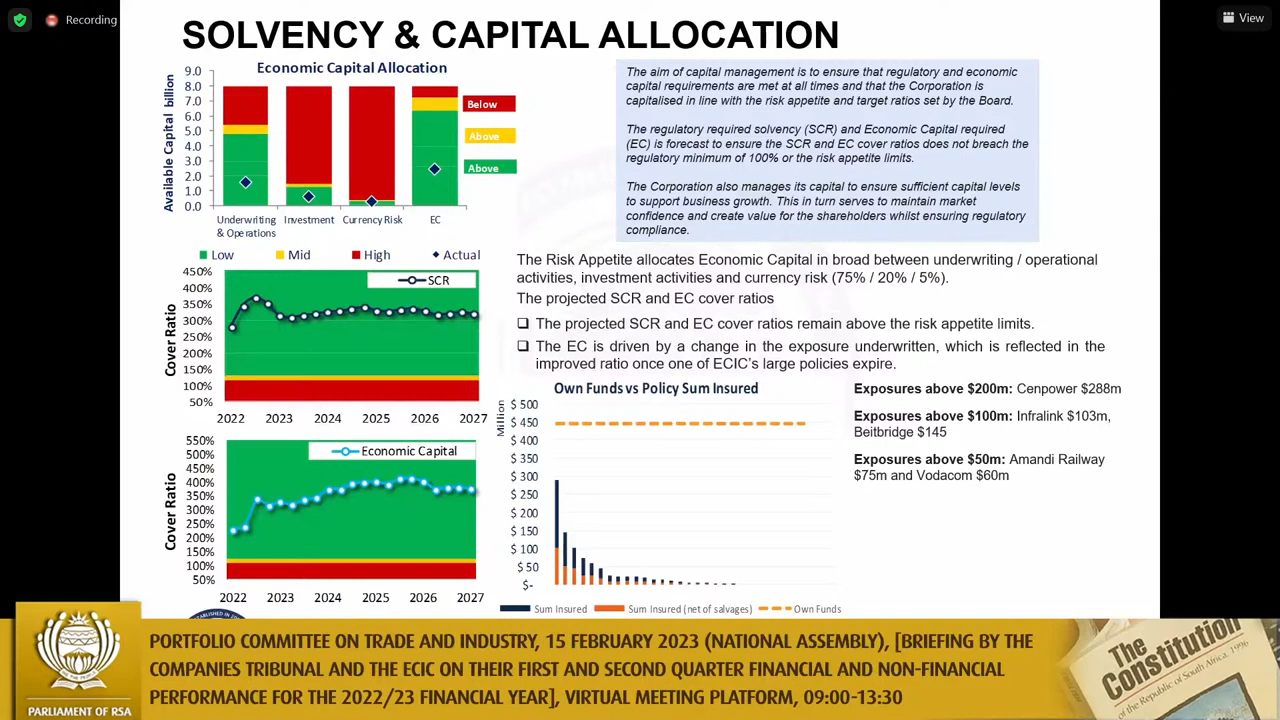 Recording
View
SOLVENCY & CAPITAL ALLOCATION
Economic Capital Allocation
Available Capital billion
9.0
8.0
7.0
6.0
5.0
4.0
3.0
2.0
1.0
0.0
Below
Above
Above
Underwriting
& Operations
Investment
Currency Risk
EC
Low
Mid
High
Actual
The aim of capital management is to ensure that regulatory and economic
capital requirements are met at all times and that the Corporation is
capitalised in line with the risk appetite and target ratios set by the Board.
The regulatory required solvency (SCR) and Economic Capital required
(EC) is forecast to ensure the SCR and EC cover ratios does not breach the
regulatory minimum of 100% or the risk appetite limits.
The Corporation also manages its capital to ensure sufficient capital levels
to support business growth. This in turn serves to maintain market
confidence and create value for the shareholders whilst ensuring regulatory
compliance.
Cover Ratio
450%
400%
350%
300%
250%
200%
150%
100%
50%
SCR
2022 2023 2024 2025 2026 2027
Cover Ratio
550%
500%
450%
400%
350%
300%
250%
200%
150%
100%
50%
Economic Capital
2022 2023 2024 2025 2026 2027
The Risk Appetite allocates Economic Capital in broad between underwriting / operational
activities, investment activities and currency risk (75% / 20% / 5%).
The projected SCR and EC cover ratios
❑ The projected SCR and EC cover ratios remain above the risk appetite limits.
❑ The EC is driven by a change in the exposure underwritten, which is reflected in the
improved ratio once one of ECIC's large policies expire.
Own Funds vs Policy Sum Insured
Million
$ 500
$ 450
$ 400
$ 350
$ 300
$ 250
$ 200
$ 150
$ 100
$ 50
$-
Sum Insured
Sum Insured (net of salvages)
Own Funds
Exposures above $200m: Cenpower $288m
Exposures above $100m: Infralink $103m,
Beitbridge $145
Exposures above $50m: Amandi Railway
$75m and Vodacom $60m
PARLIAMENT OF RSA
PORTFOLIO COMMITTEE ON TRADE AND INDUSTRY, 15 FEBRUARY 2023 (NATIONAL ASSEMBLY), [BRIEFING BY THE
COMPANIES TRIBUNAL AND THE ECIC ON THEIR FIRST AND SECOND QUARTER FINANCIAL AND NON-FINANCIAL
PERFORMANCE FOR THE 2022/23 FINANCIAL YEAR], VIRTUAL MEETING PLATFORM, 09:00-13:30
The
Constitution
of the Republic of South Africa, 1996